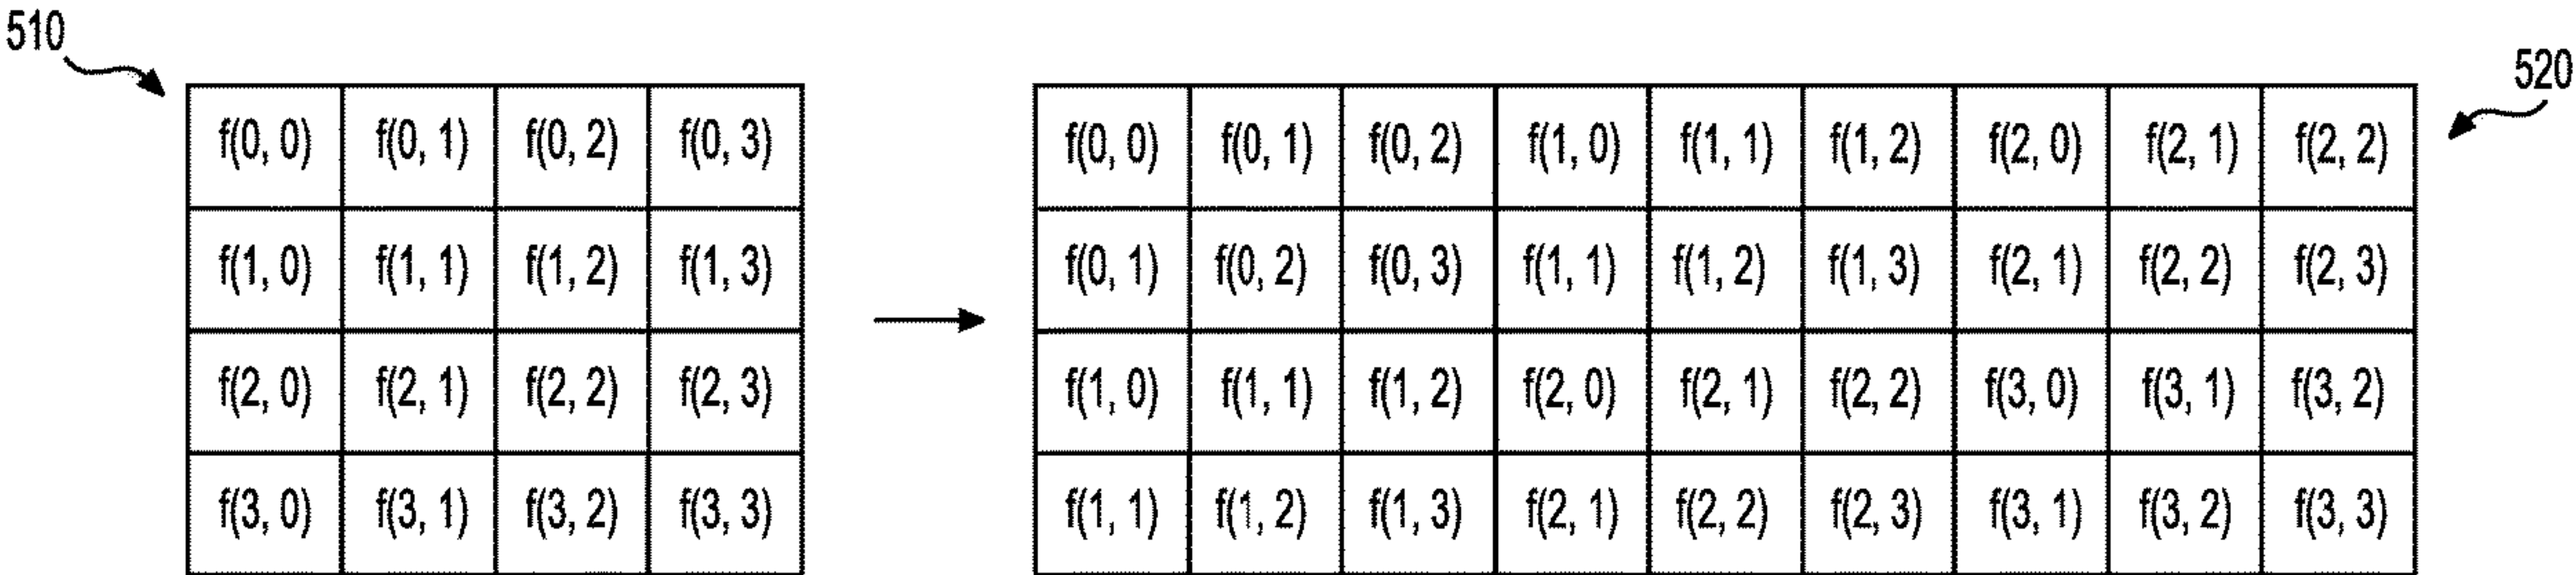 510
520
f(0, 0) f(0, 1) f(0, 2) f(0, 3) f(0, 0) f(0, 1) f(0, 2) f(1, 0) f(1, 1) f(1, 2) f(2, 0) f(2, 1) f(2, 2)
f(1, 0) f(1, 1) f(1, 2) f(1, 3) f(0, 1) f(0, 2) f(0, 3) f(1, 1) f(1, 2) f(1, 3) f(2, 1) f(2, 2) f(2, 3)
f(2, 0) f(2, 1) f(2, 2) f(2, 3) f(1, 0) f(1, 1) f(1, 2) f(2, 0) f(2, 1) f(2, 2) f(3, 0) f(3, 1) f(3, 2)
f(3, 0) f(3, 1) f(3, 2) f(3, 3) f(1, 1) f(1, 2) f(1, 3) f(2, 1) f(2, 2) f(2, 3) f(3, 1) f(3, 2) f(3, 3)